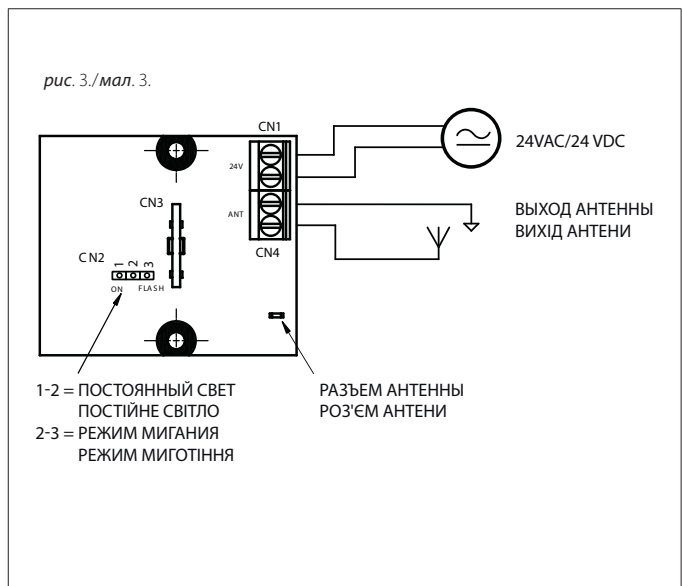 рис. 3./мал. 3.
CN1
24V
24VAC/24 VDC
CN3
ANT
ВЫХОД АНТЕННЫ
ВИХІД АНТЕНИ
CN2
1 2 3
CN4
ON FLASH
1-2 = ПОСТОЯННЫЙ СВЕТ
ПОСТІЙНЕ СВІТЛО
2-3 = РЕЖИМ МИГАНИЯ
РЕЖИМ МИГОТІННЯ
РАЗЪЕМ АНТЕННЫ
РОЗ'ЄМ АНТЕНИ